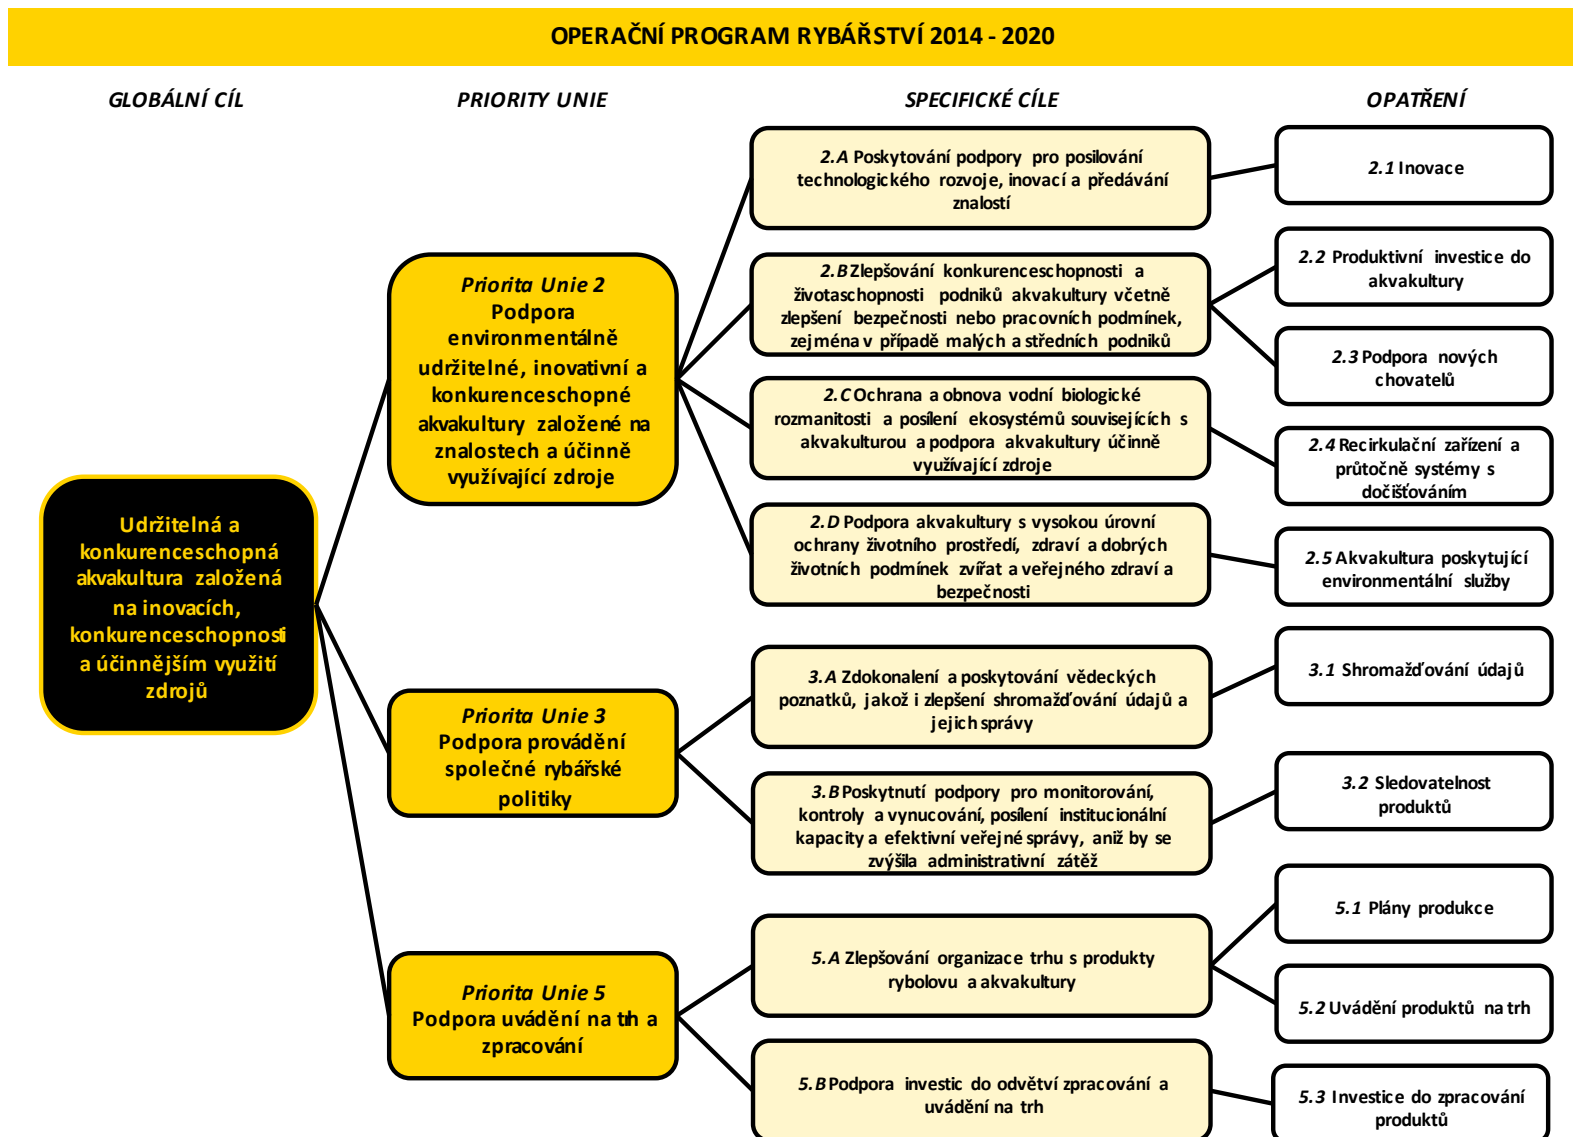 OPERAČNÍ PROGRAM RYBÁŘSTVÍ 2014 - 2020
GLOBÁLNÍ CÍL
PRIORITY UNIE
SPECIFICKÉ CÍLE
OPATŘENÍ
Udržitelná a
konkurenceschopná
akvakultura založená
na inovacích,
konkurenceschopnosti
a účinnějším využití
zdrojů
Priorita Unie 2
Podpora
environmentálně
udržitelné, inovativní a
konkurenceschopné
akvakultury založené na
znalostech a účinně
využívající zdroje
Priorita Unie 3
Podpora provádění
společné rybářské
politiky
Priorita Unie 5
Podpora uvádění na trh a
zpracování
2.A Poskytování podpory pro posilování
technologického rozvoje, inovací a předávání
znalostí
2.B Zlepšování konkurenceschopnosti a
životaschopnosti podniků akvakultury včetně
zlepšení bezpečnosti nebo pracovních podmínek,
zejména v případě malých a středních podniků
2.C Ochrana a obnova vodní biologické
rozmanitosti a posílení ekosystémů souvisejících s
akvakulturou a podpora akvakultury účinně
využívající zdroje
2.D Podpora akvakultury s vysokou úrovní
ochrany životního prostředí, zdraví a dobrých
životních podmínek zvířat a veřejného zdraví a
bezpečnosti
3.A Zdokonalení a poskytování vědeckých
poznatků, jakož i zlepšení shromažďování údajů a
jejich správy
3.B Poskytnutí podpory pro monitorování,
kontroly a vynucování, posílení institucionální
kapacity a efektivní veřejné správy, aniž by se
zvýšila administrativní zátěž
5.A Zlepšování organizace trhu s produkty
rybolovu a akvakultury
5.B Podpora investic do odvětví zpracování a
uvádění na trh
2.1 Inovace
2.2 Produktivní investice do
akvakultury
2.3 Podpora nových
chovatelů
2.4 Recirkulační zařízení a
průtočně systémy s
dočišťováním
2.5 Akvakultura poskytující
environmentální služby
3.1 Shromažďování údajů
3.2 Sledovatelnost
produktů
5.1 Plány produkce
5.2 Uvádění produktů na trh
5.3 Investice do zpracování
produktů